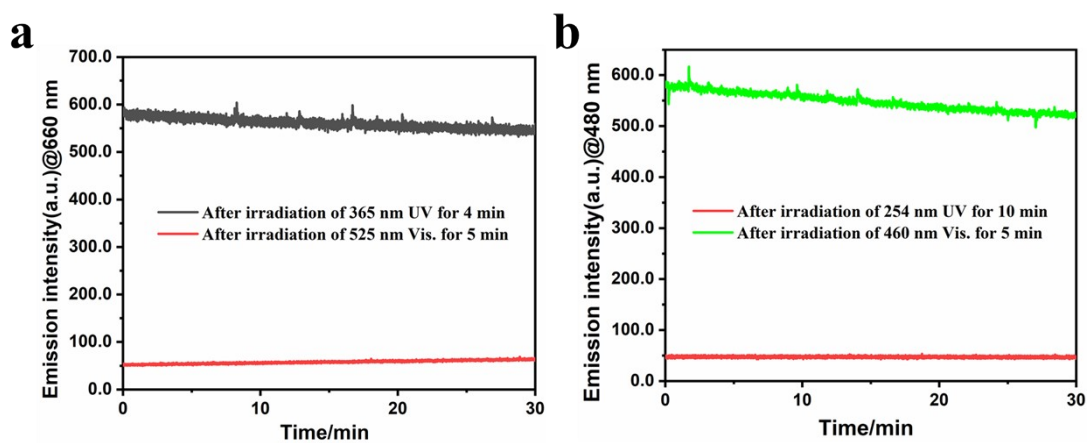 a
700.0
600.0
500.0
400.0
300.0
200.0
100.0
0.0
Emission intensity(a.u.)@660 nm
After irradiation of 365 nm UV for 4 min
After irradiation of 525 nm Vis. for 5 min
0 10 20 30
Time/min
b
600.0
500.0
400.0
300.0
200.0
100.0
0.0
Emission intensity(a.u.)@480 nm
After irradiation of 254 nm UV for 10 min
After irradiation of 460 nm Vis. for 5 min
0 10 20 30
Time/min